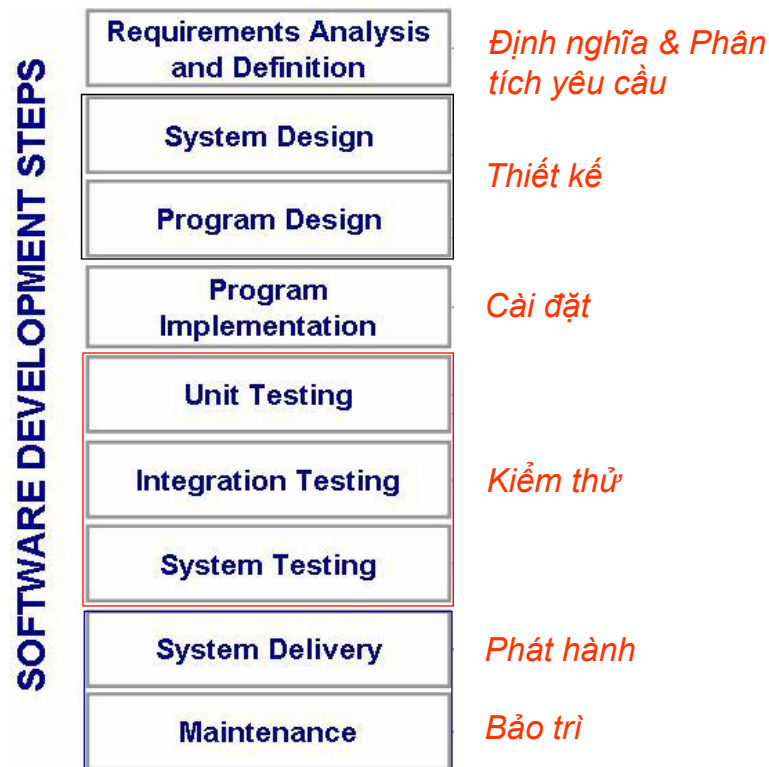 SOFTWARE DEVELOPMENT STEPS
Requirements Analysis
and Definition
Định nghĩa & Phân
tích yêu cầu
System Design
Thiết kế
Program Design
Program
Implementation
Cài đặt
Unit Testing
Integration Testing
Kiểm thử
System Testing
System Delivery
Phát hành
Maintenance
Bảo trì